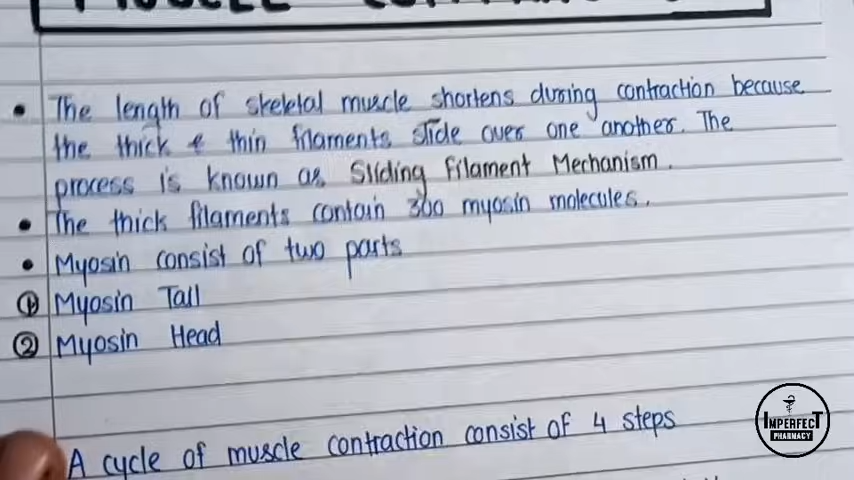 MUSCLE
• The length of skeletal muscle shortens during contraction because
the thick & thin filaments slide over one another. The
process is known as Sliding Filament Mechanism.
• The thick filaments contain 300 myosin molecules.
• Myosin consist of two parts
① Myosin Tail
② Myosin Head
A cycle of muscle contraction consist of 4 steps
IMPERFECT
PHARMACY